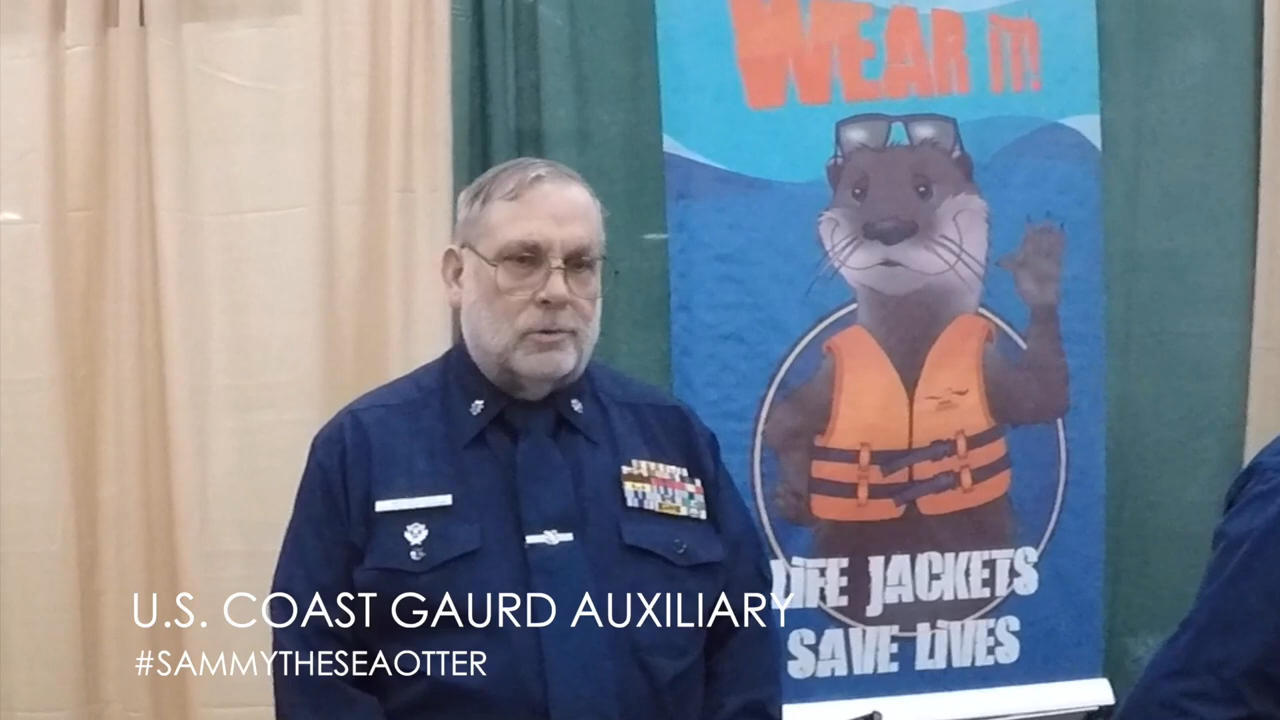 WEAR IT!
LIFE JACKETS
SAVE LIVES
U.S. COAST GAURD AUXILIARY
#SAMMYTHESEAOTTER